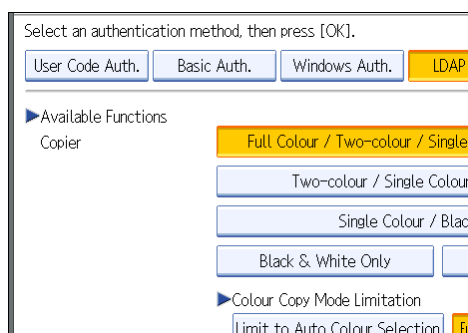 Select an authentication method, then press [OK].
User Code Auth. Basic Auth. Windows Auth. LDAP
▶Available Functions
Copier Full Colour / Two-colour / Single
Two-colour / Single Colour
Single Colour / Blac
Black & White Only
▶Colour Copy Mode Limitation
Limit to Auto Colour Selection